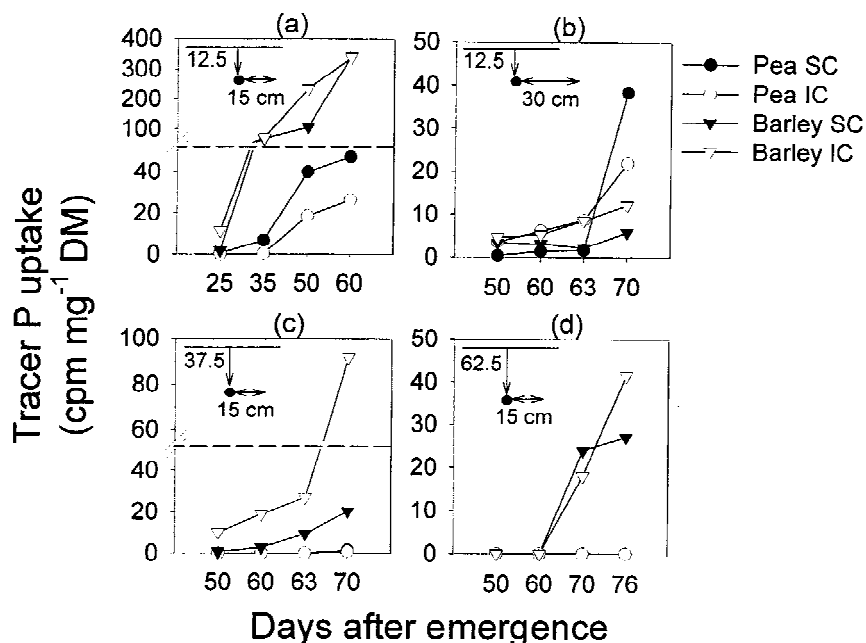 (a)
400
300
200
100
40
20
0
12.5
15 cm
25 35 50 60
(b)
50
40
30
20
10
0
12.5
30 cm
50 60 63 70
Pea SC
Pea IC
Barley SC
Barley IC
Tracer P uptake
(cpm mg⁻¹ DM)
(c)
100
80
60
40
20
0
37.5
15 cm
50 60 63 70
(d)
50
40
30
20
10
0
62.5
15 cm
50 60 70 76
Days after emergence